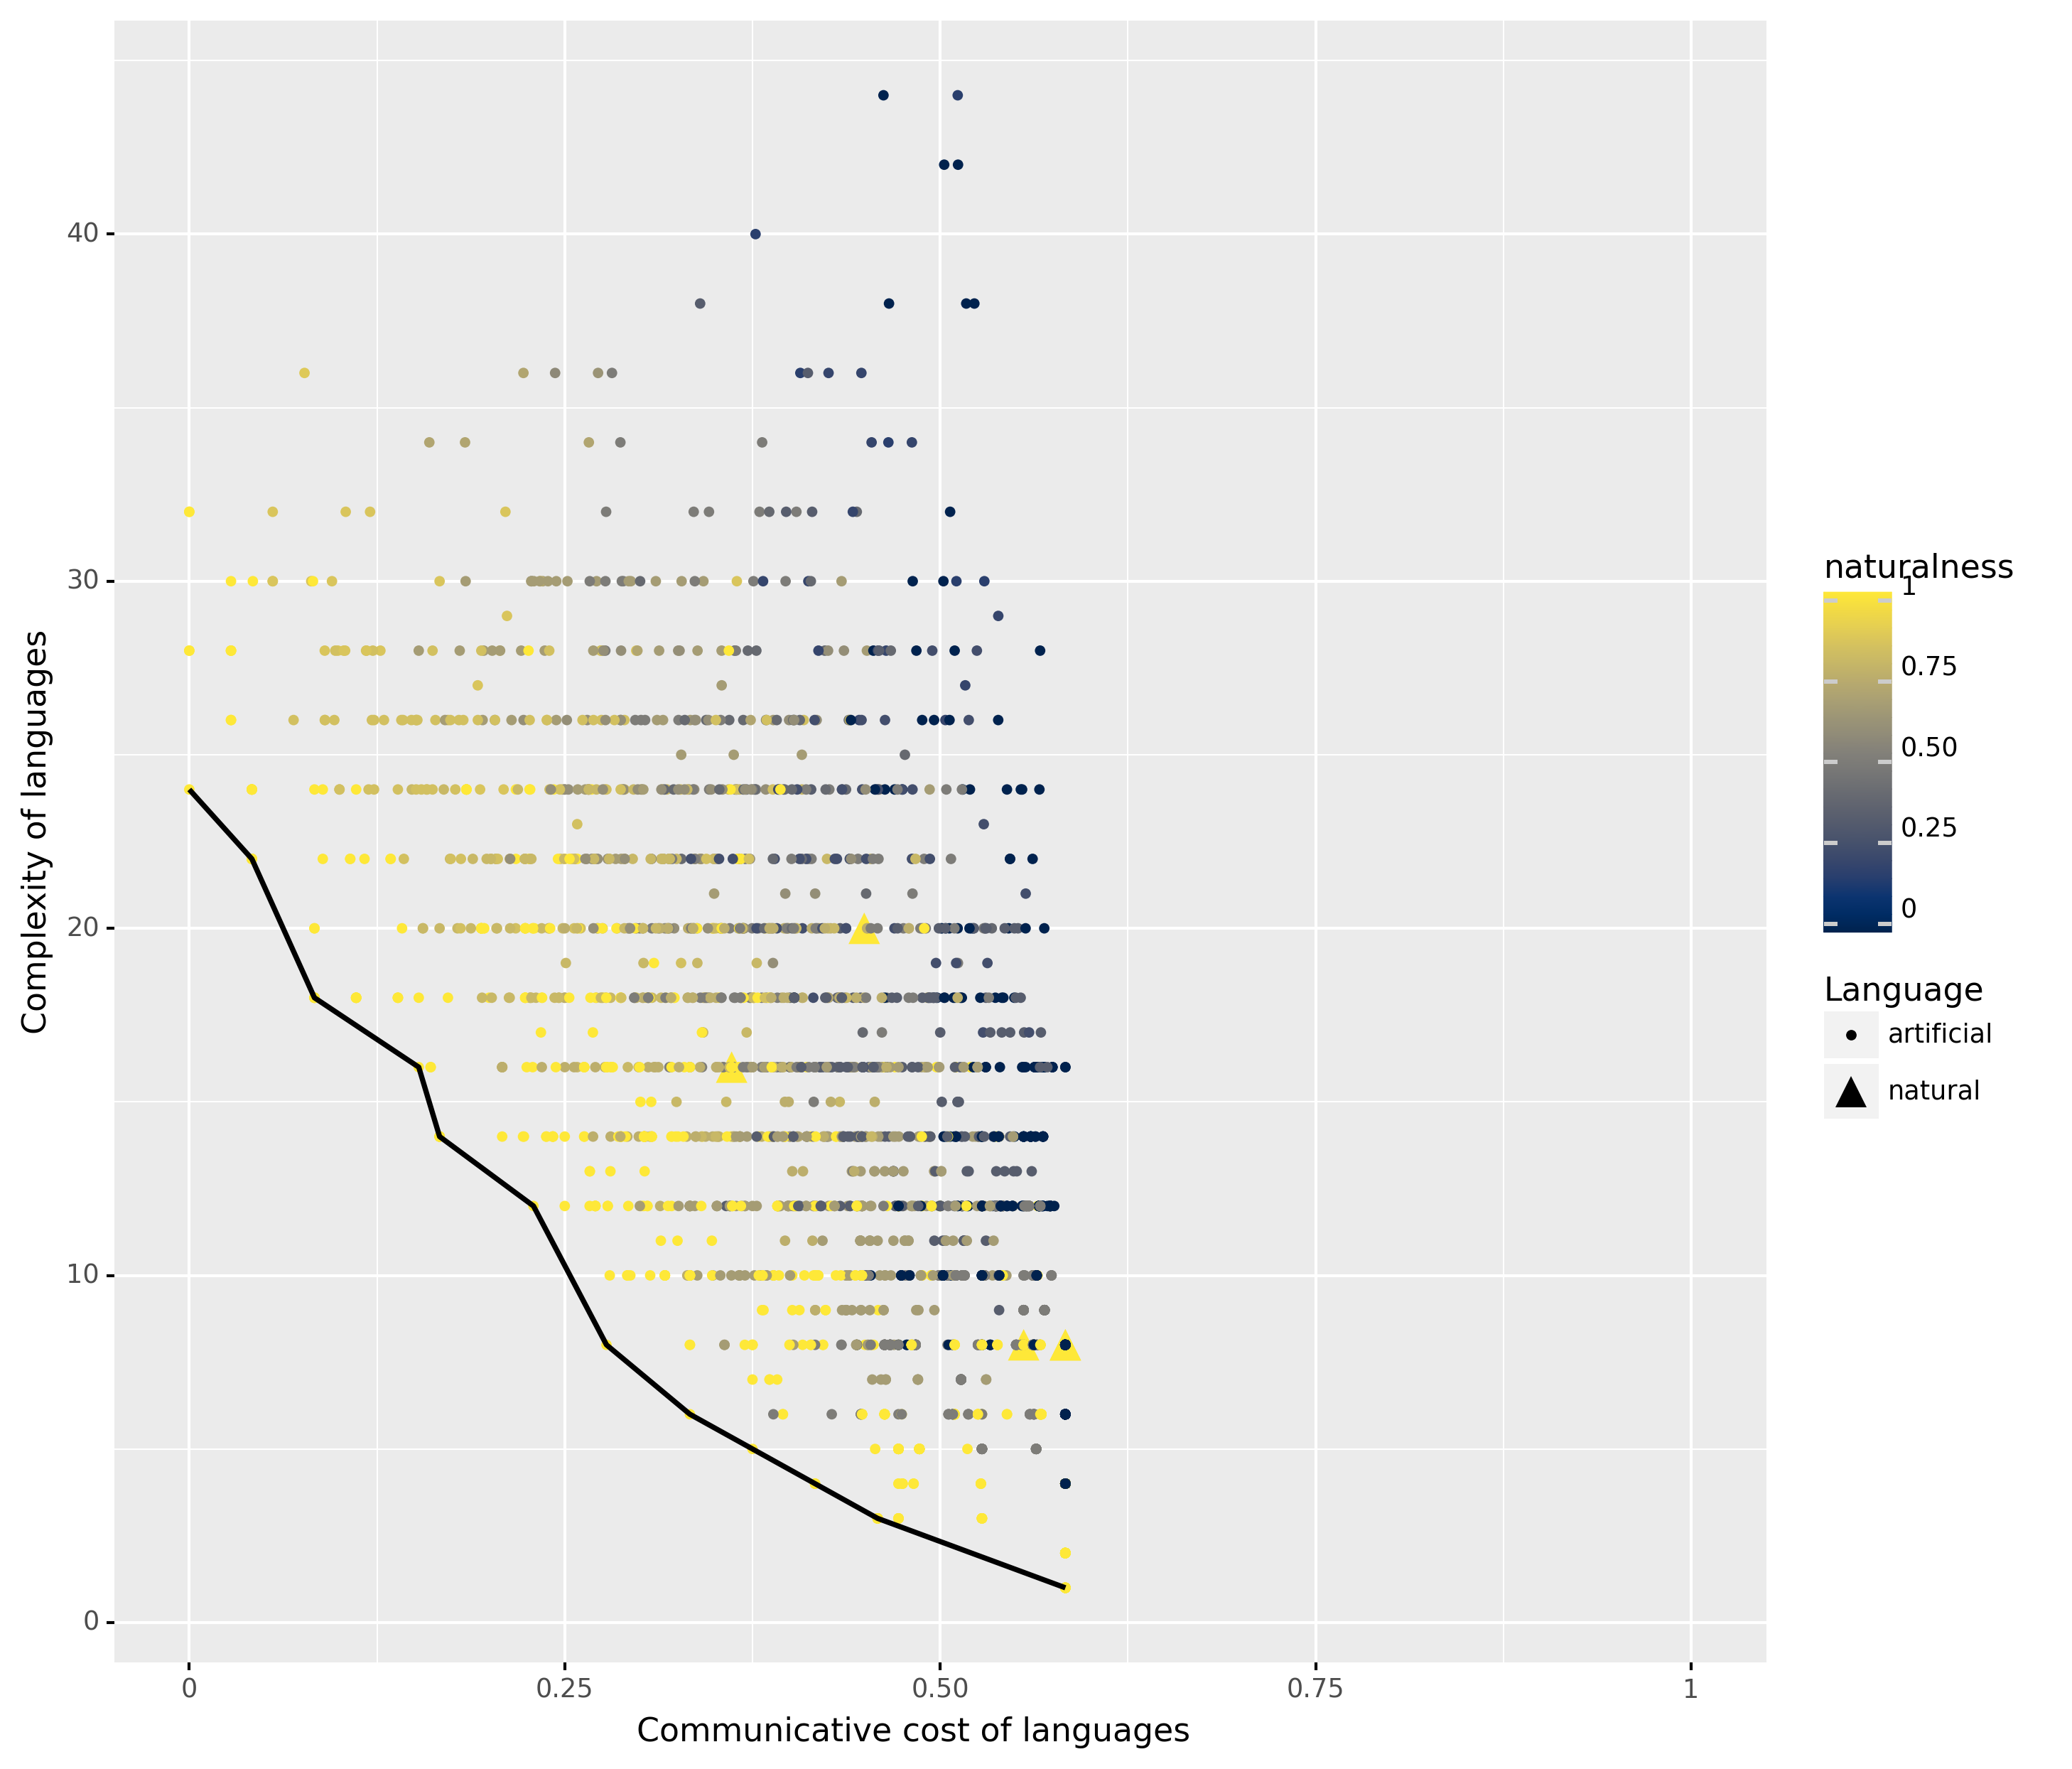 40
30
20
10
0
0
0.25
0.50
0.75
1
Communicative cost of languages
Complexity of languages
naturalness
1
0.75
0.50
0.25
0
Language
artificial
natural